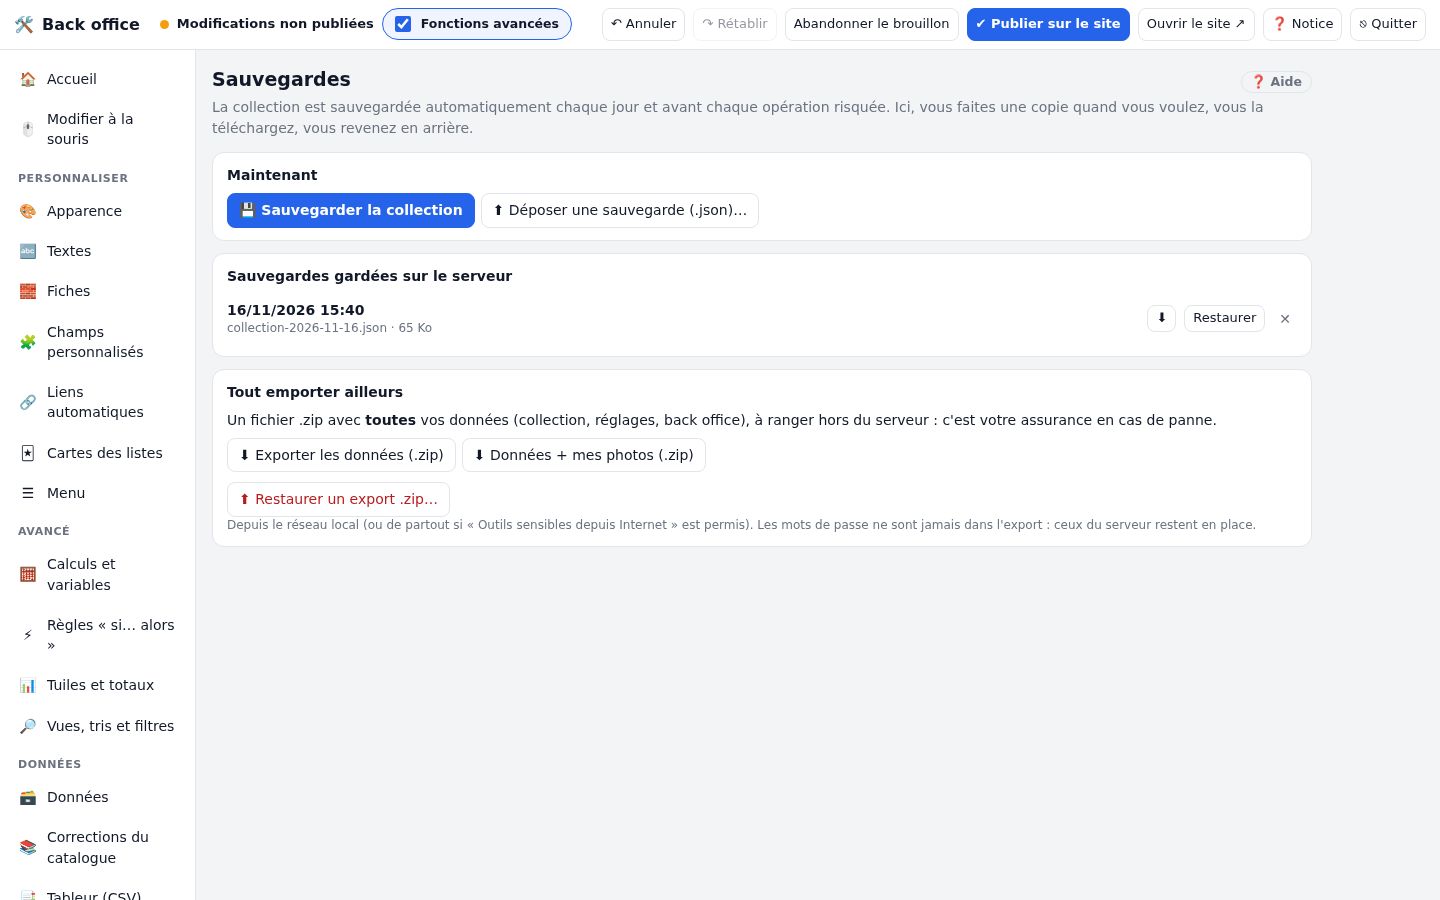 🛠️ Back office
Modifications non publiées
Fonctions avancées
↶ Annuler
↷ Rétablir
Abandonner le brouillon
✔ Publier sur le site
Ouvrir le site ↗
❓ Notice
⎋ Quitter
🏠 Accueil
🖱️ Modifier à la
souris
PERSONNALISER
🎨 Apparence
🔤 Textes
🧱 Fiches
🧩 Champs
personnalisés
🔗 Liens
automatiques
🃏 Cartes des listes
☰ Menu
AVANCÉ
🧮 Calculs et
variables
⚡ Règles « si… alors
»
📊 Tuiles et totaux
🔎 Vues, tris et filtres
DONNÉES
🗃️ Données
📚 Corrections du
catalogue
📑 Tableur (CSV)
Sauvegardes
❓ Aide
La collection est sauvegardée automatiquement chaque jour et avant chaque opération risquée. Ici, vous faites une copie quand vous voulez, vous la
téléchargez, vous revenez en arrière.
Maintenant
💾 Sauvegarder la collection
⬆ Déposer une sauvegarde (.json)…
Sauvegardes gardées sur le serveur
16/11/2026 15:40
collection-2026-11-16.json · 65 Ko
⬇
Restaurer
✕
Tout emporter ailleurs
Un fichier .zip avec toutes vos données (collection, réglages, back office), à ranger hors du serveur : c'est votre assurance en cas de panne.
⬇ Exporter les données (.zip)
⬇ Données + mes photos (.zip)
⬆ Restaurer un export .zip…
Depuis le réseau local (ou de partout si « Outils sensibles depuis Internet » est permis). Les mots de passe ne sont jamais dans l'export : ceux du serveur restent en place.